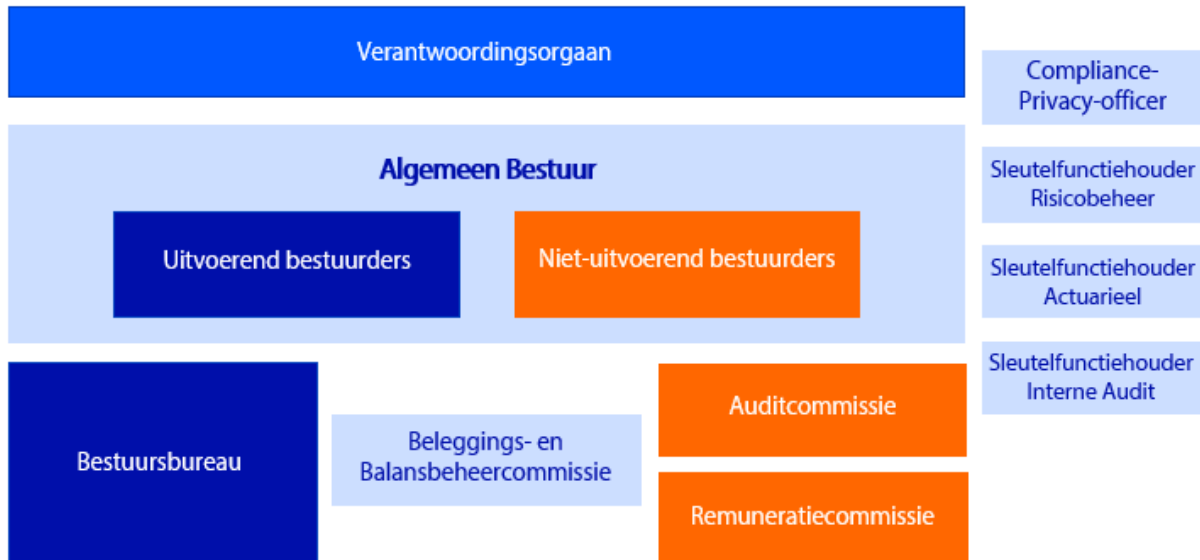 Verantwoordingsorgaan
Compliance-
Privacy-officer
Algemeen Bestuur
Uitvoerend bestuurders
Niet-uitvoerend bestuurders
Sleutelfunctiehouder
Risicobeheer
Sleutelfunctiehouder
Actuarieel
Sleutelfunctiehouder
Interne Audit
Bestuursbureau
Beleggings- en
Balansbeheercommissie
Auditcommissie
Remuneratiecommissie